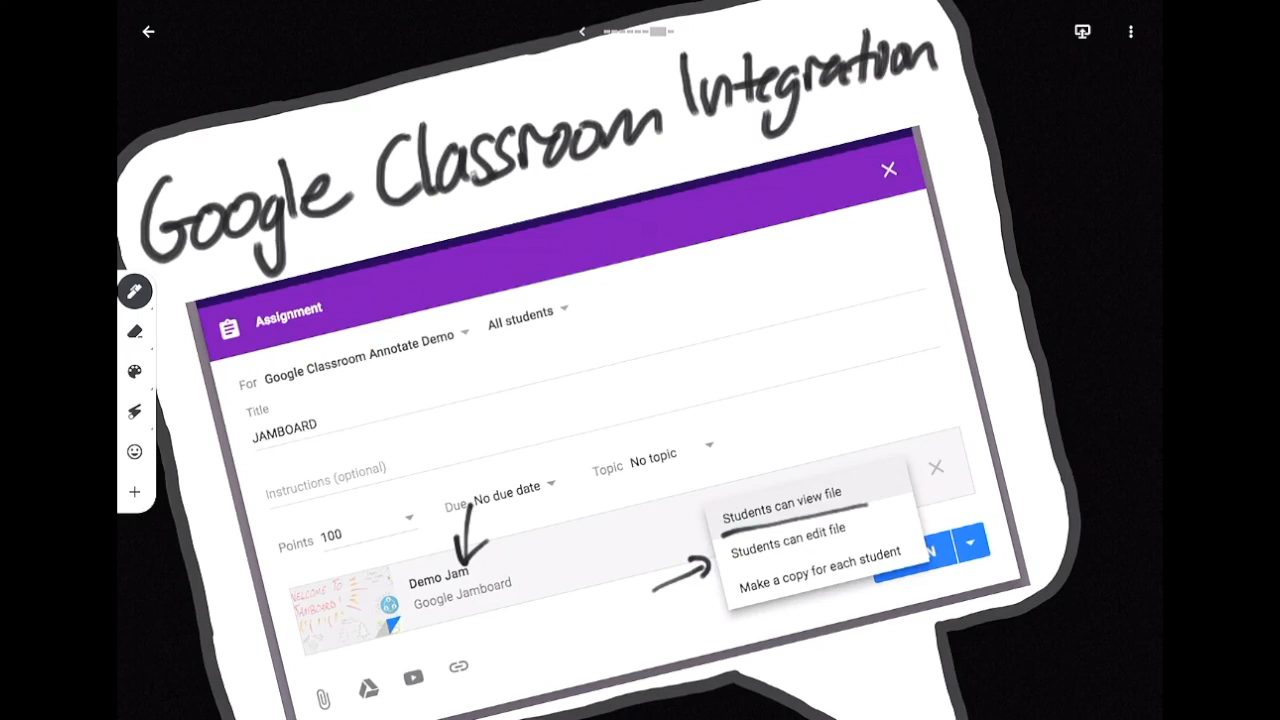 Google Classroom Integration
Assignment
For Google Classroom Annotate Demo All students
Title
JAMBOARD
Instructions (optional)
Points 100 Due No due date Topic No topic
Students can view file
Students can edit file
Make a copy for each student
N
Demo Jam
Google Jamboard
WELCOME TO
JAMBOARD!